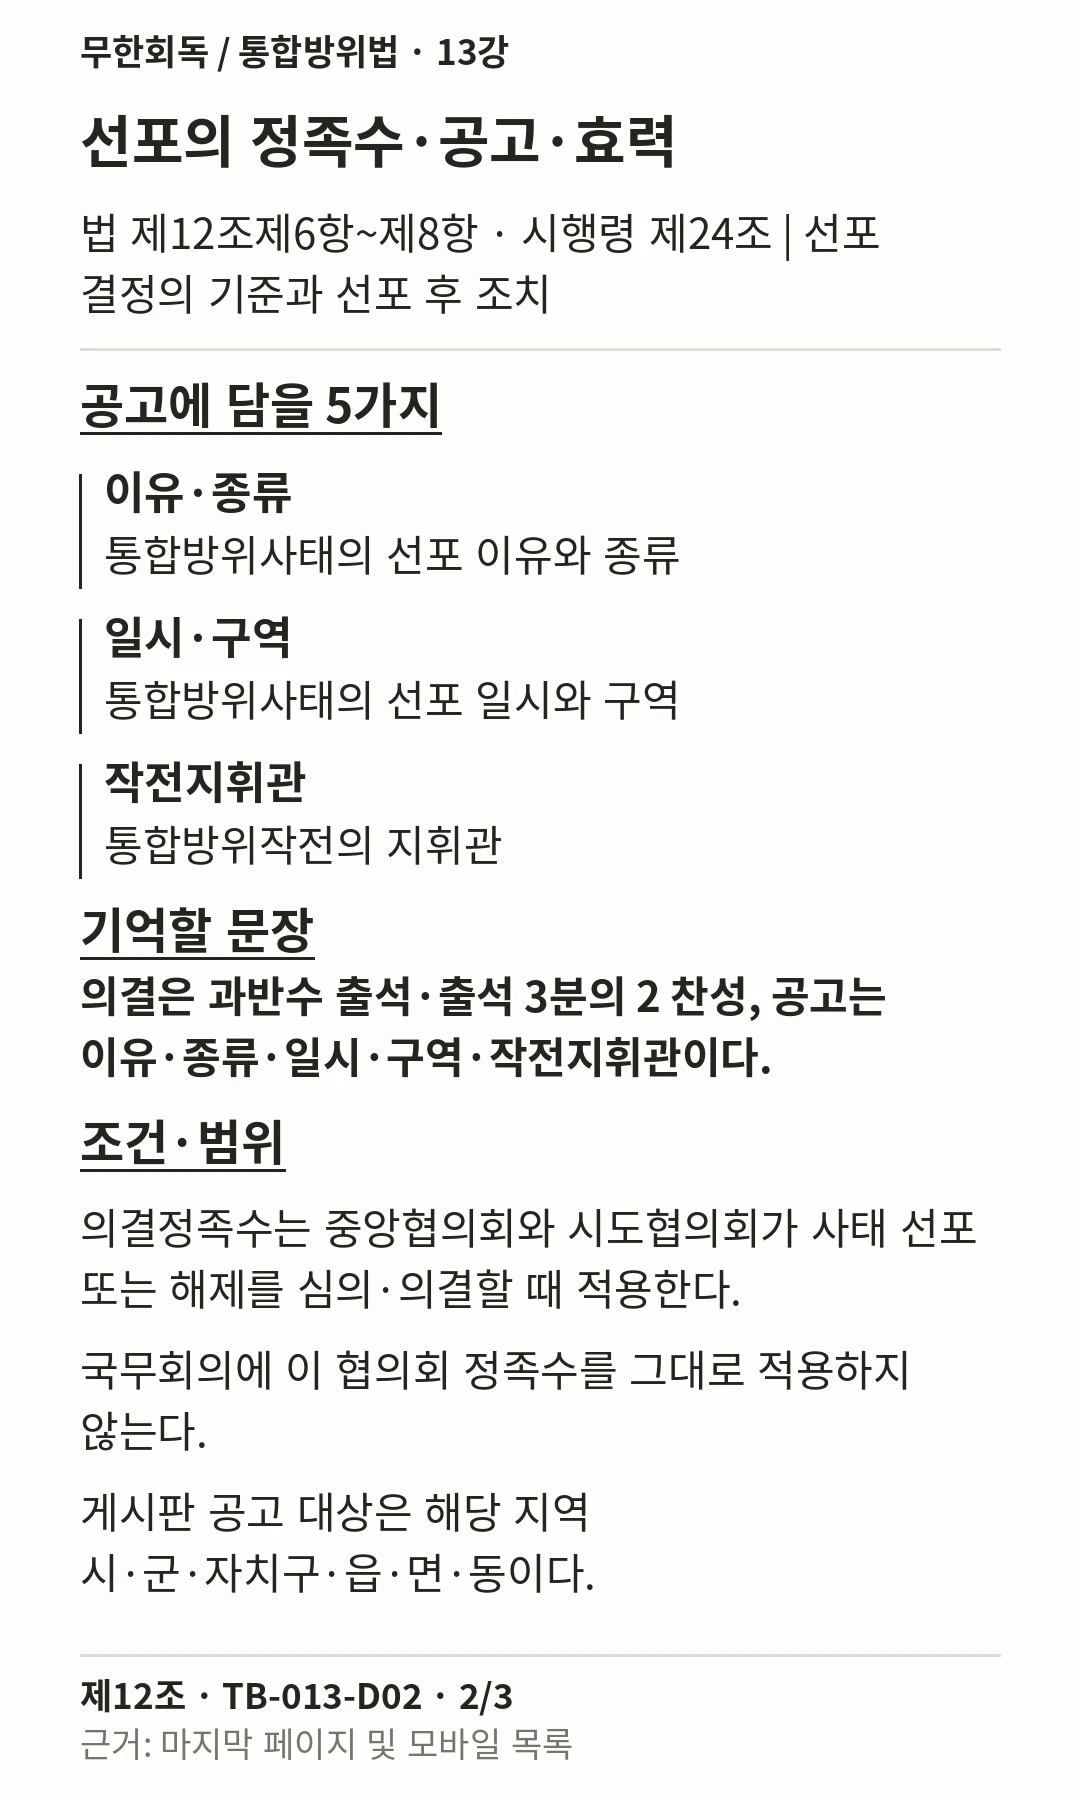 무한회독 / 통합방위법 · 13강
선포의 정족수·공고·효력
법 제12조제6항~제8항 · 시행령 제24조 | 선포
결정의 기준과 선포 후 조치
공고에 담을 5가지
이유·종류
통합방위사태의 선포 이유와 종류
일시·구역
통합방위사태의 선포 일시와 구역
작전지휘관
통합방위작전의 지휘관
기억할 문장
의결은 과반수 출석·출석 3분의 2 찬성, 공고는
이유·종류·일시·구역·작전지휘관이다.
조건·범위
의결정족수는 중앙협의회와 시도협의회가 사태 선포
또는 해제를 심의·의결할 때 적용한다.
국무회의에 이 협의회 정족수를 그대로 적용하지
않는다.
게시판 공고 대상은 해당 지역
시·군·자치구·읍·면·동이다.
제12조 · TB-013-D02 · 2/3
근거: 마지막 페이지 및 모바일 목록